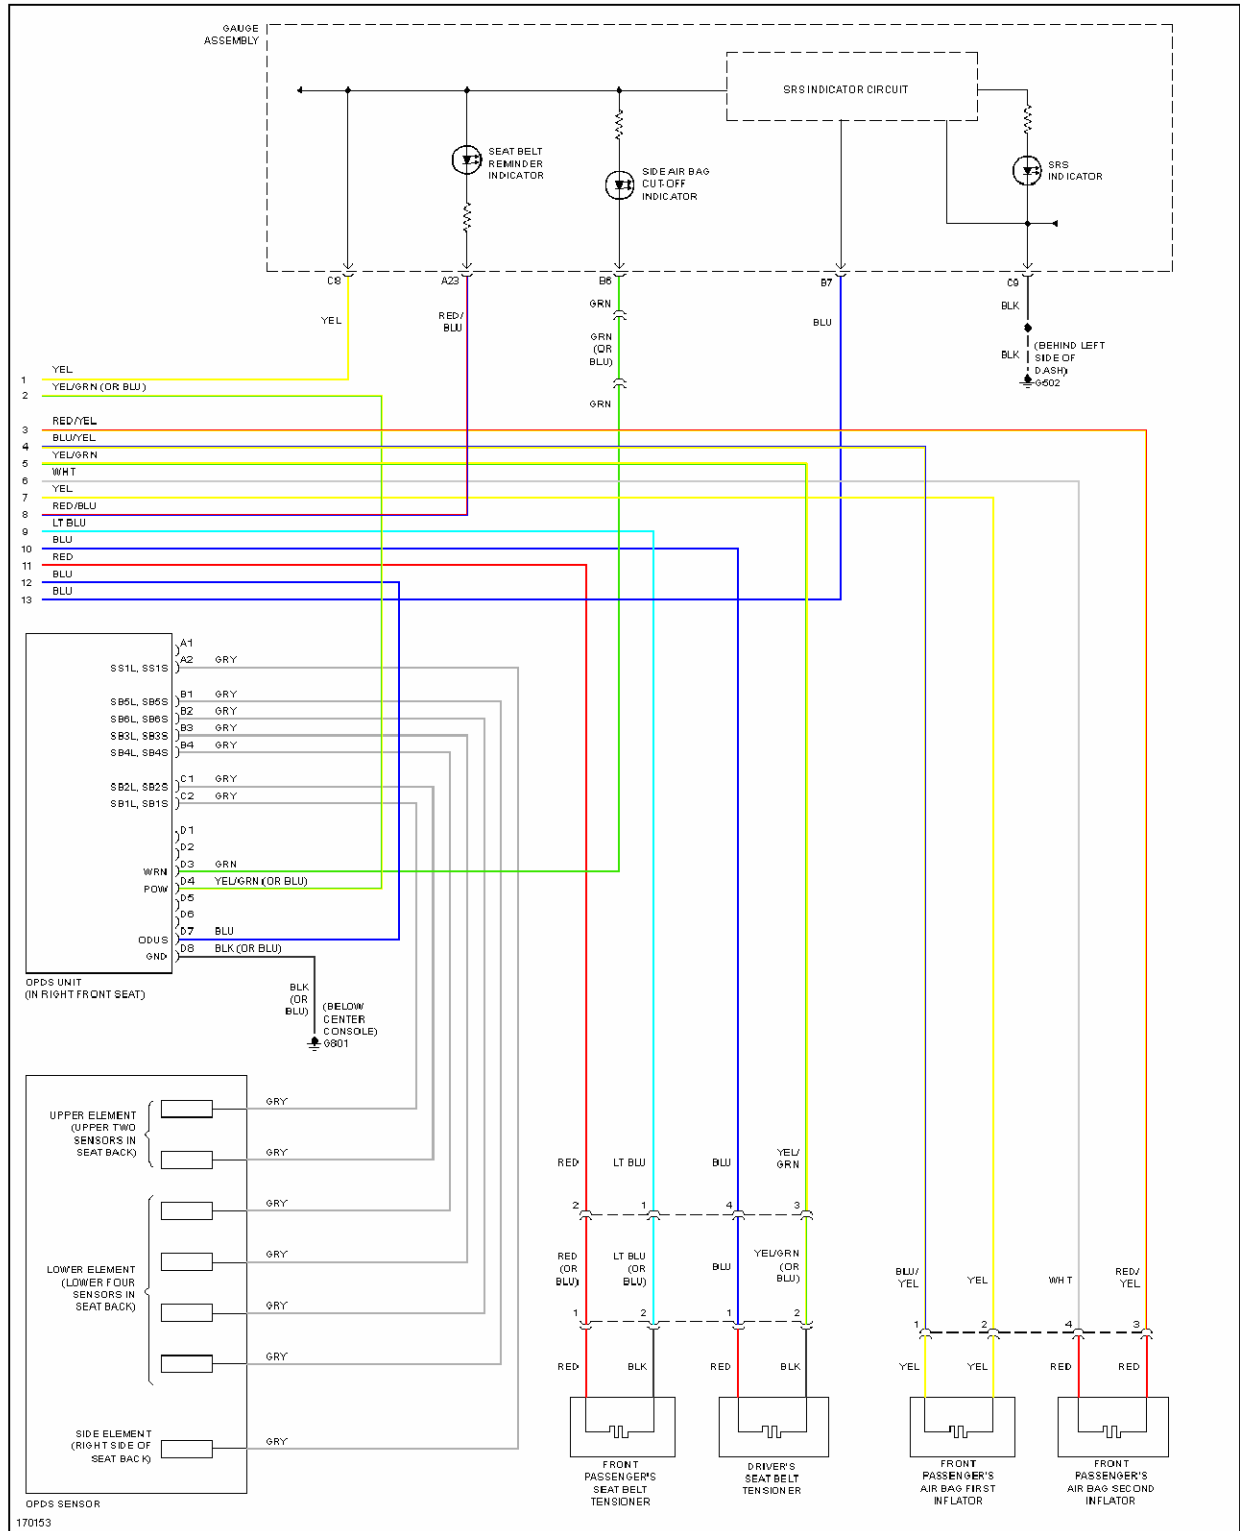 GAUGE
ASSEMBLY
SRS INDICATOR CIRCUIT
SEAT BELT
REMINDER
INDICATOR
SIDE AIR BAG
CUT-OFF
INDICATOR
SRS
INDICATOR
C8
A23
B6
B7
C9
YEL
RED/
BLU
GRN
GRN
(OR
BLU)
GRN
BLU
BLK
BLK
(BEHIND LEFT
SIDE OF
DASH)
G502
1 YEL
2 YEL/GRN (OR BLU)
3 RED/YEL
4 BLU/YEL
5 YEL/GRN
6 WHT
7 YEL
8 RED/BLU
9 LT BLU
10 BLU
11 RED
12 BLU
13 BLU
A1
SS1L, SS1S A2 GRY
SB5L, SB5S B1 GRY
SB6L, SB6S B2 GRY
SB3L, SB3S B3 GRY
SB4L, SB4S B4 GRY
SB2L, SB2S C1 GRY
SB1L, SB1S C2 GRY
D1
D2
WRN D3 GRN
POW D4 YEL/GRN (OR BLU)
D5
D6
ODUS D7 BLU
GND D8 BLK (OR BLU)
OPDS UNIT
(IN RIGHT FRONT SEAT)
BLK
(OR
BLU)
(BELOW
CENTER
CONSOLE)
G801
UPPER ELEMENT
(UPPER TWO
SENSORS IN
SEAT BACK)
GRY
GRY
LOWER ELEMENT
(LOWER FOUR
SENSORS IN
SEAT BACK)
GRY
GRY
GRY
GRY
SIDE ELEMENT
(RIGHT SIDE OF
SEAT BACK)
GRY
OPDS SENSOR
RED LT BLU BLU YEL/
GRN
2 1 4 3
RED
(OR
BLU)
LT BLU
(OR
BLU)
BLU
YEL/GRN
(OR
BLU)
1 2 1 2
RED BLK RED BLK
BLU/
YEL
YEL
WHT
RED/
YEL
1 2 4 3
YEL YEL RED RED
FRONT
PASSENGER'S
SEAT BELT
TENSIONER
DRIVER'S
SEAT BELT
TENSIONER
FRONT
PASSENGER'S
AIR BAG FIRST
INFLATOR
FRONT
PASSENGER'S
AIR BAG SECOND
INFLATOR
170153